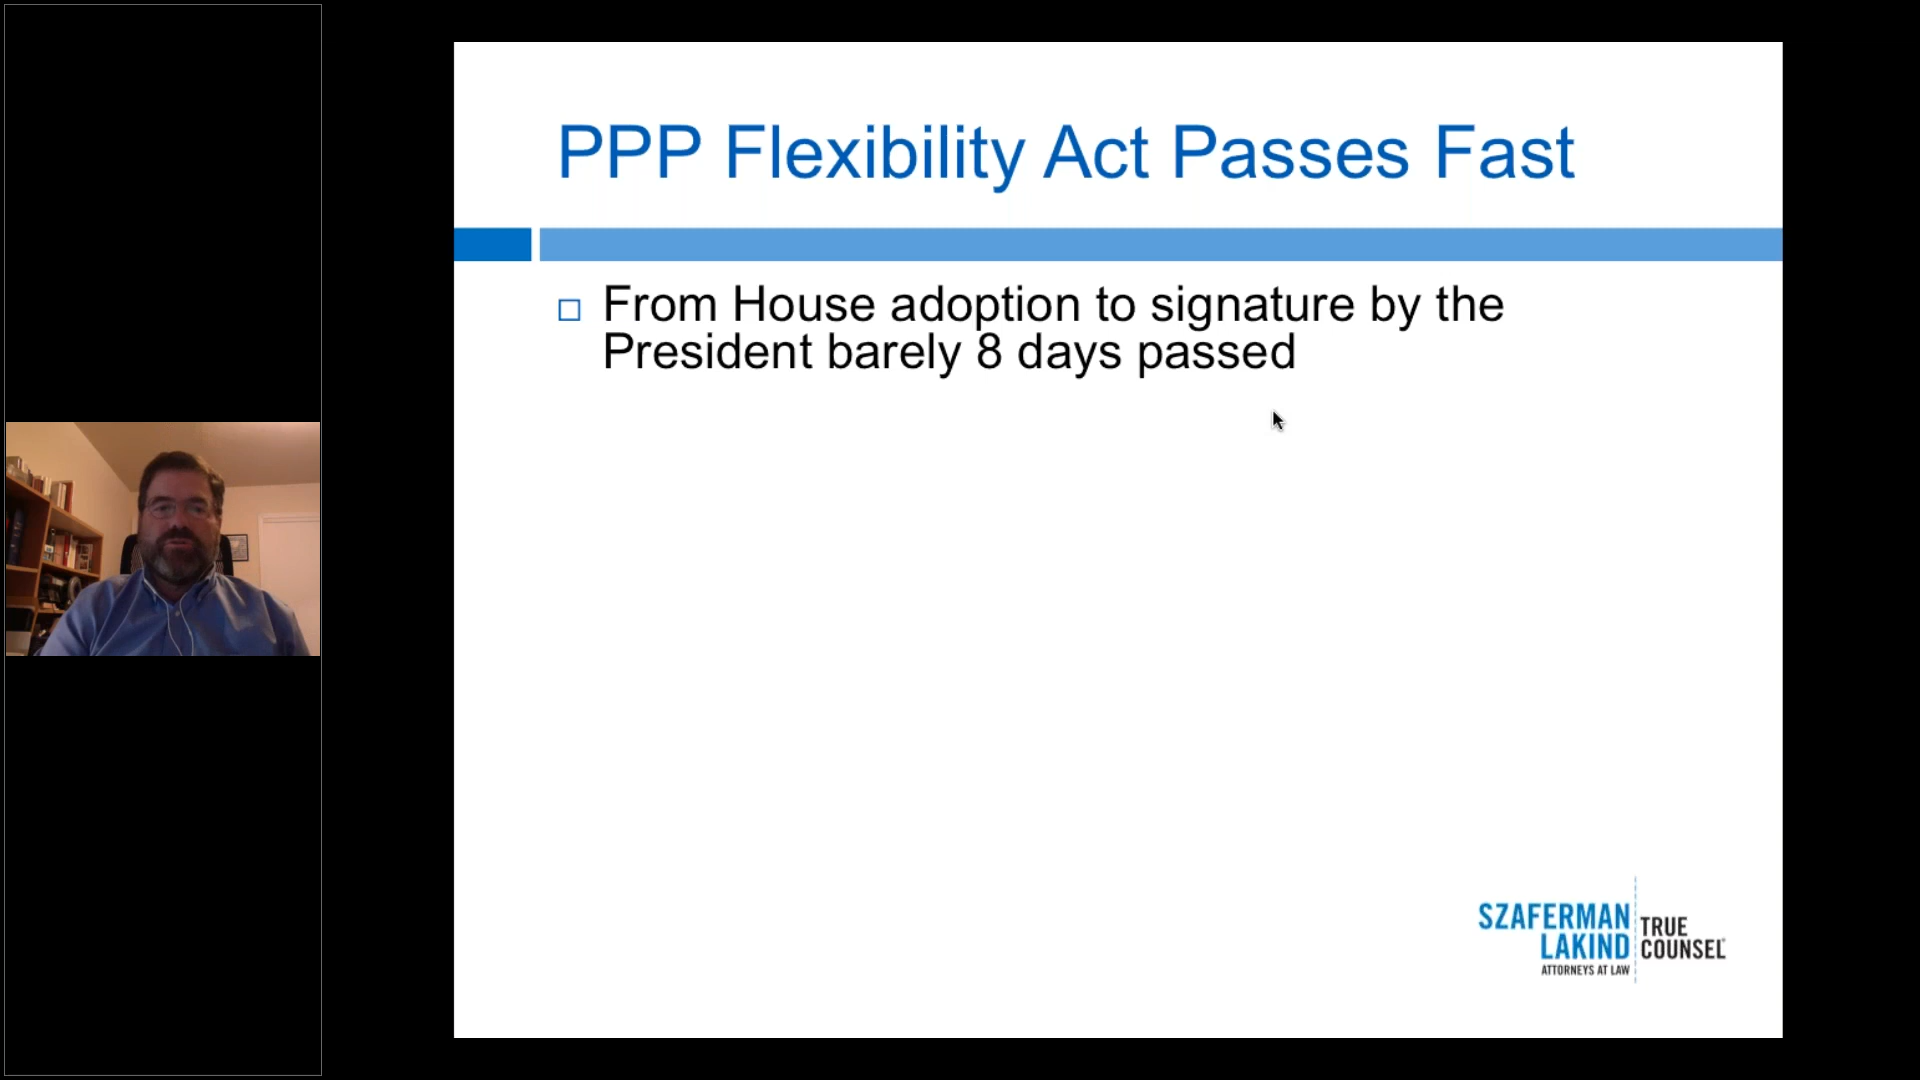 PPP Flexibility Act Passes Fast
From House adoption to signature by the
President barely 8 days passed
SZAFERMAN
LAKIND
ATTORNEYS AT LAW
TRUE
COUNSEL